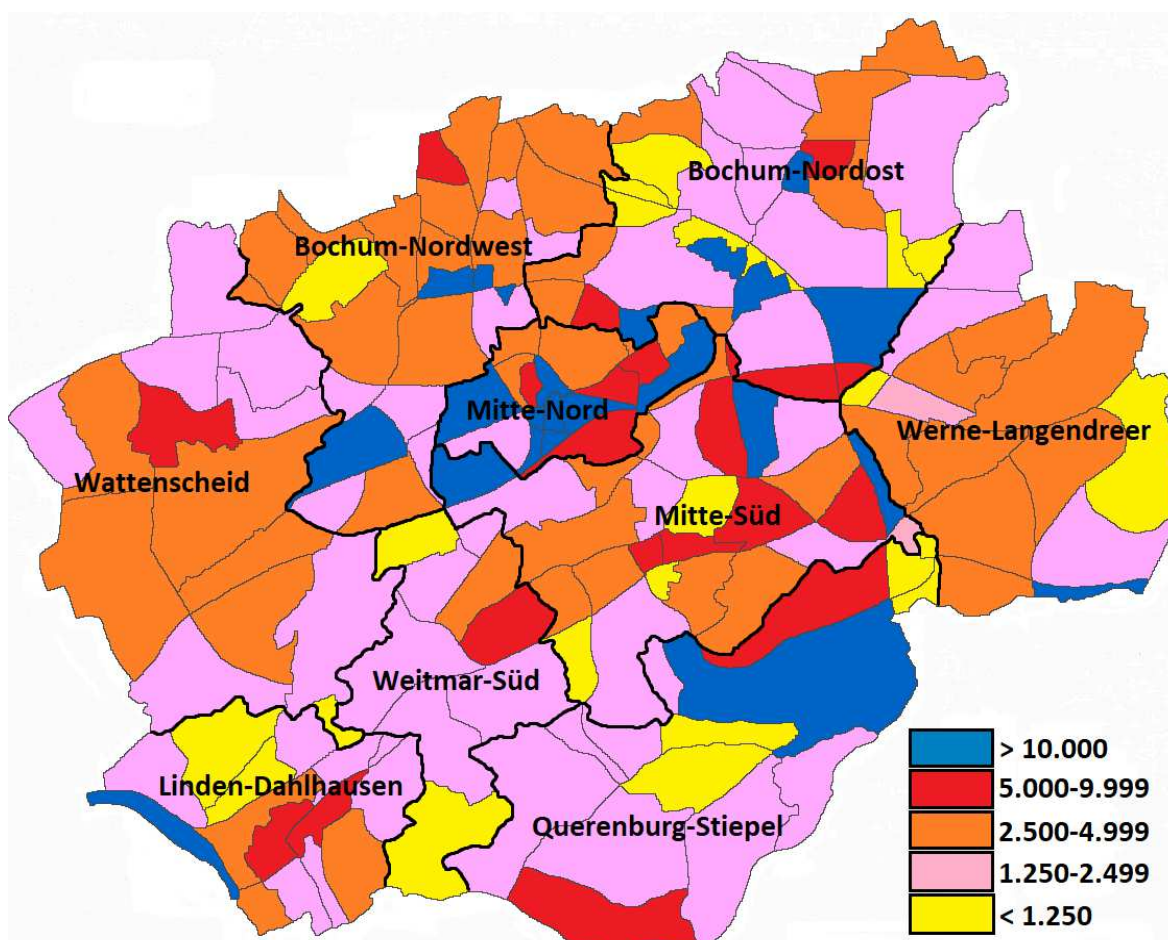 Bochum-Nordost
Bochum-Nordwest
Mitte-Nord
Werne-Langendreer
Wattenscheid
Mitte-Süd
Weitmar-Süd
Linden-Dahlhausen
Querenburg-Stiepel
> 10.000
5.000-9.999
2.500-4.999
1.250-2.499
< 1.250